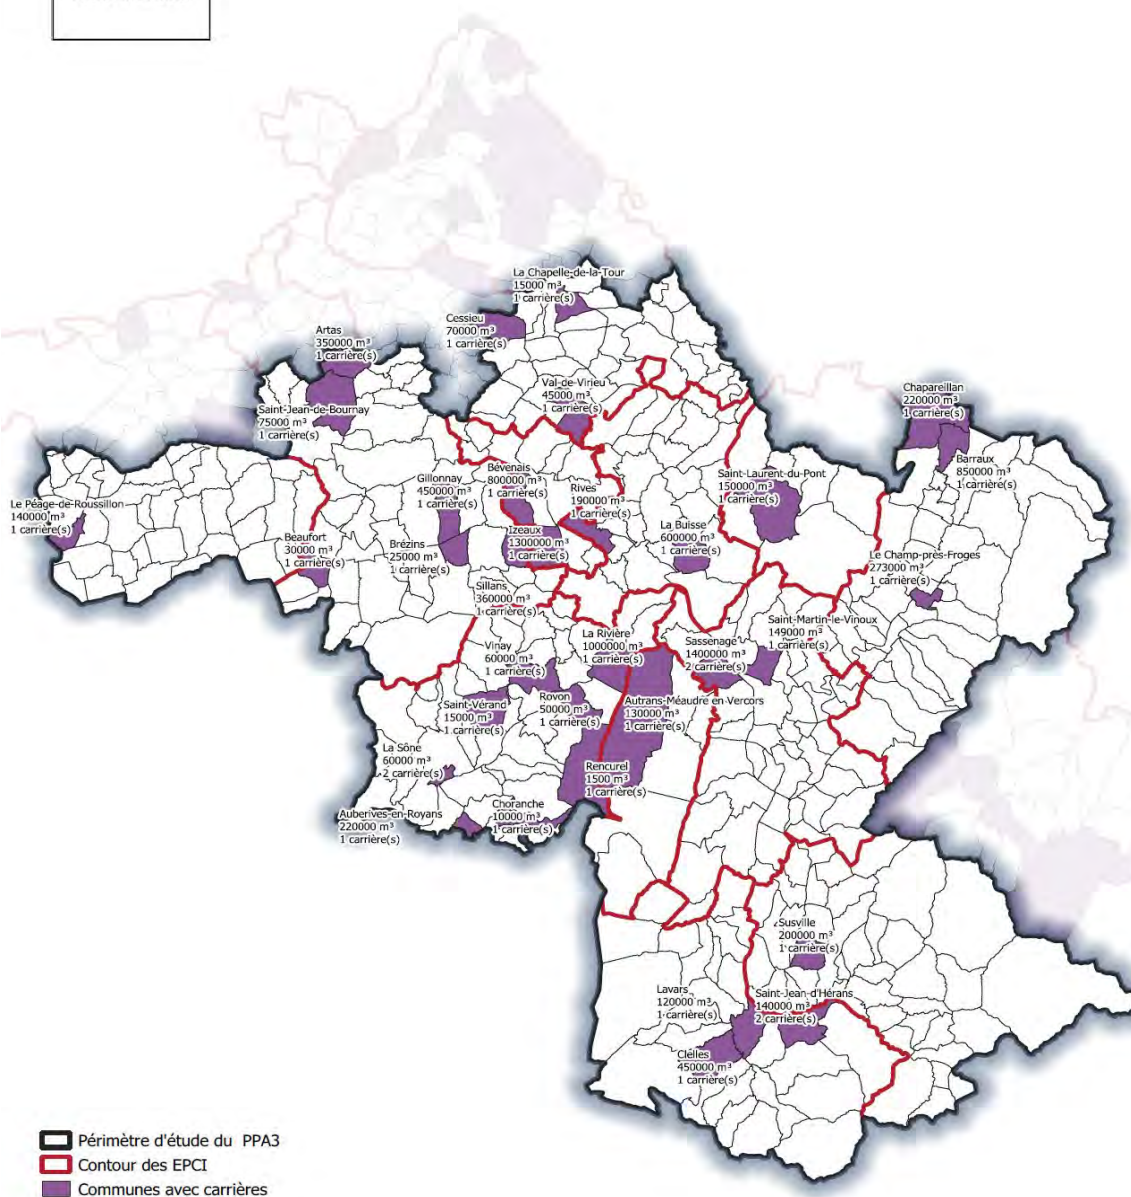 La Chapelle-de-la-Tour
15000 m³
1 carrière(s)
Cessieu
70000 m³
1 carrière(s)
Artas
350000 m³
1 carrière(s)
Val-de-Virieu
45000 m³
1 carrière(s)
Chapareillan
220000 m³
1 carrière(s)
Saint-Jean-de-Bournay
75000 m³
1 carrière(s)
Barraux
850000 m³
1 carrière(s)
Bévenais
800000 m³
1 carrière(s)
Gillonnay
450000 m³
1 carrière(s)
Rives
190000 m³
1 carrière(s)
Saint-Laurent-du-Pont
150000 m³
1 carrière(s)
Le Péage-de-Roussillon
140000 m³
1 carrière(s)
Izeaux
1300000 m³
1 carrière(s)
La Buisse
600000 m³
1 carrière(s)
Beaufort
30000 m³
1 carrière(s)
Brézins
25000 m³
1 carrière(s)
Le Champ-près-Froges
273000 m³
1 carrière(s)
Sillans
360000 m³
1 carrière(s)
Saint-Martin-le-Vinoux
149000 m³
1 carrière(s)
La Rivière
1000000 m³
1 carrière(s)
Sassenage
1400000 m³
2 carrière(s)
Vinay
60000 m³
1 carrière(s)
Rovon
50000 m³
1 carrière(s)
Autrans-Méaudre en Vercors
130000 m³
1 carrière(s)
Saint-Vérand
15000 m³
1 carrière(s)
La Sône
60000 m³
2 carrière(s)
Rencurel
1500 m³
1 carrière(s)
Choranche
10000 m³
1 carrière(s)
Auberives-en-Royans
220000 m³
1 carrière(s)
Susville
200000 m³
1 carrière(s)
Lavars
120000 m³
1 carrière(s)
Saint-Jean-d'Hérans
140000 m³
2 carrière(s)
Clelles
450000 m³
1 carrière(s)
Périmètre d'étude du PPA3
Contour des EPCI
Communes avec carrières